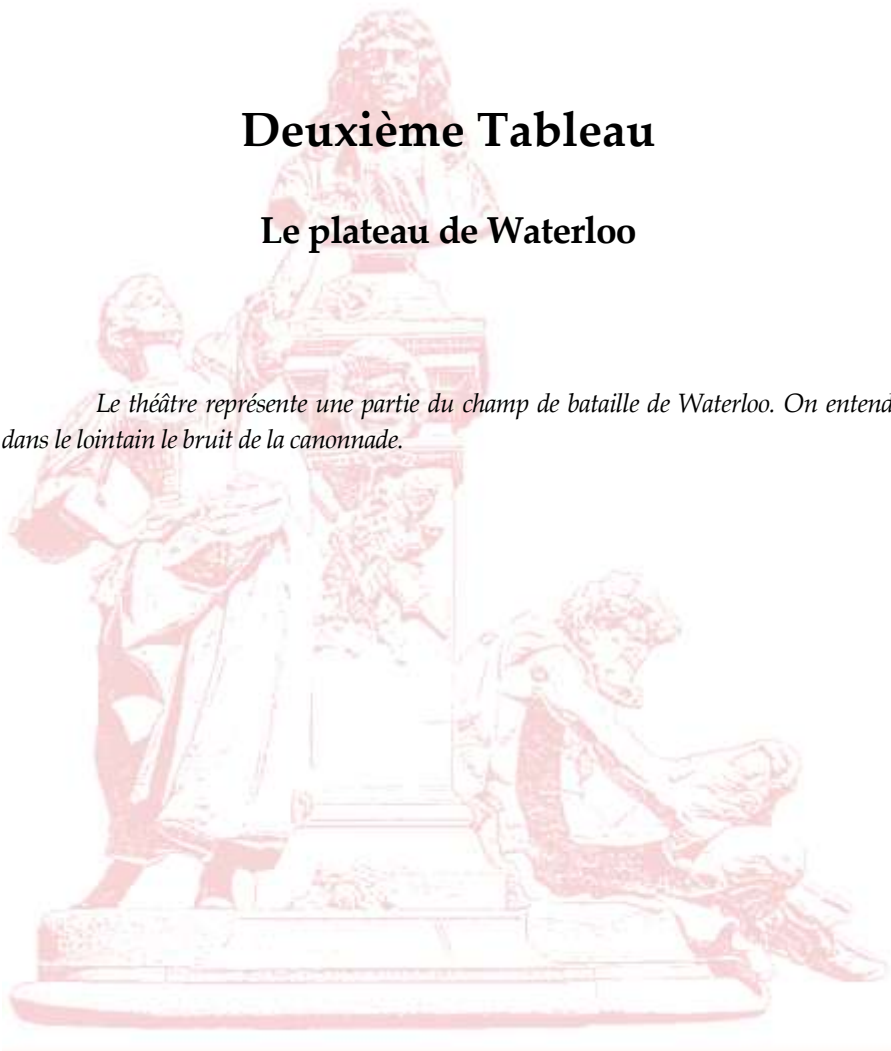 Deuxième Tableau
Le plateau de Waterloo
Le théâtre représente une partie du champ de bataille de Waterloo. On entend
dans le lointain le bruit de la canonnade.